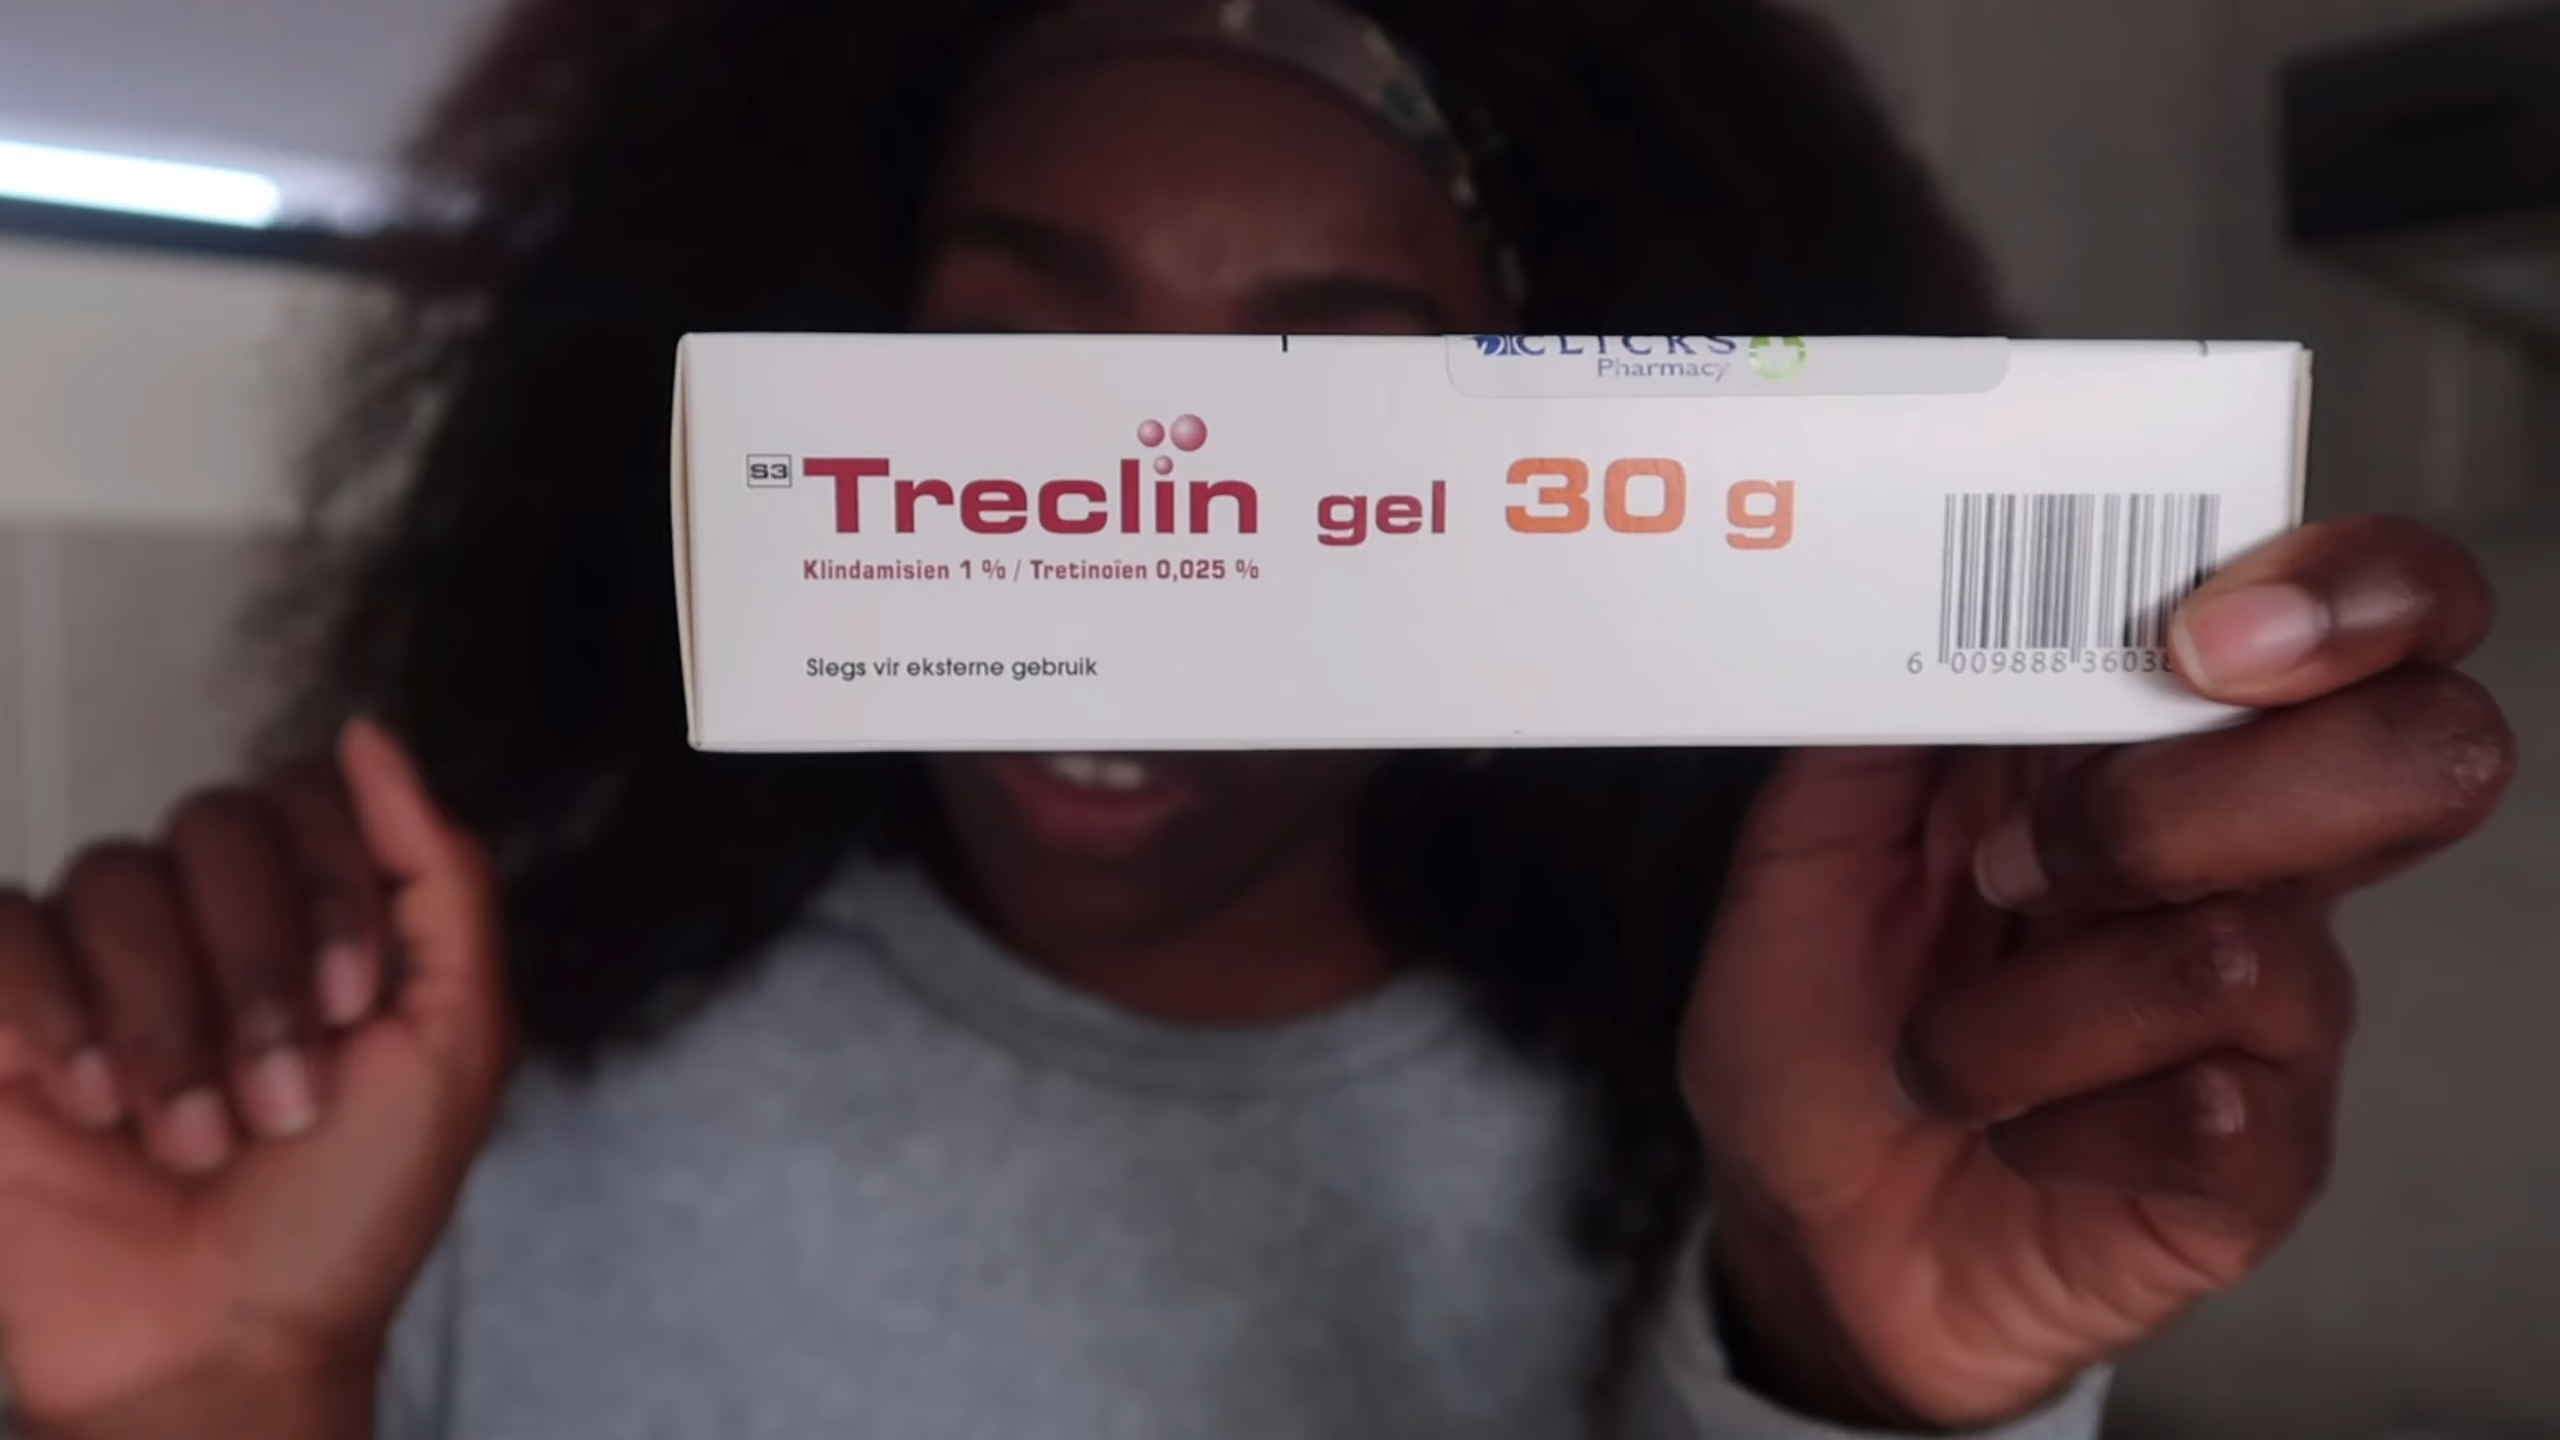 CLICKS
Pharmacy
S3
Treclin gel 30 g
Klindamisien 1 % / Tretinoïen 0,025 %
Slegs vir eksterne gebruik
6 009888 3603